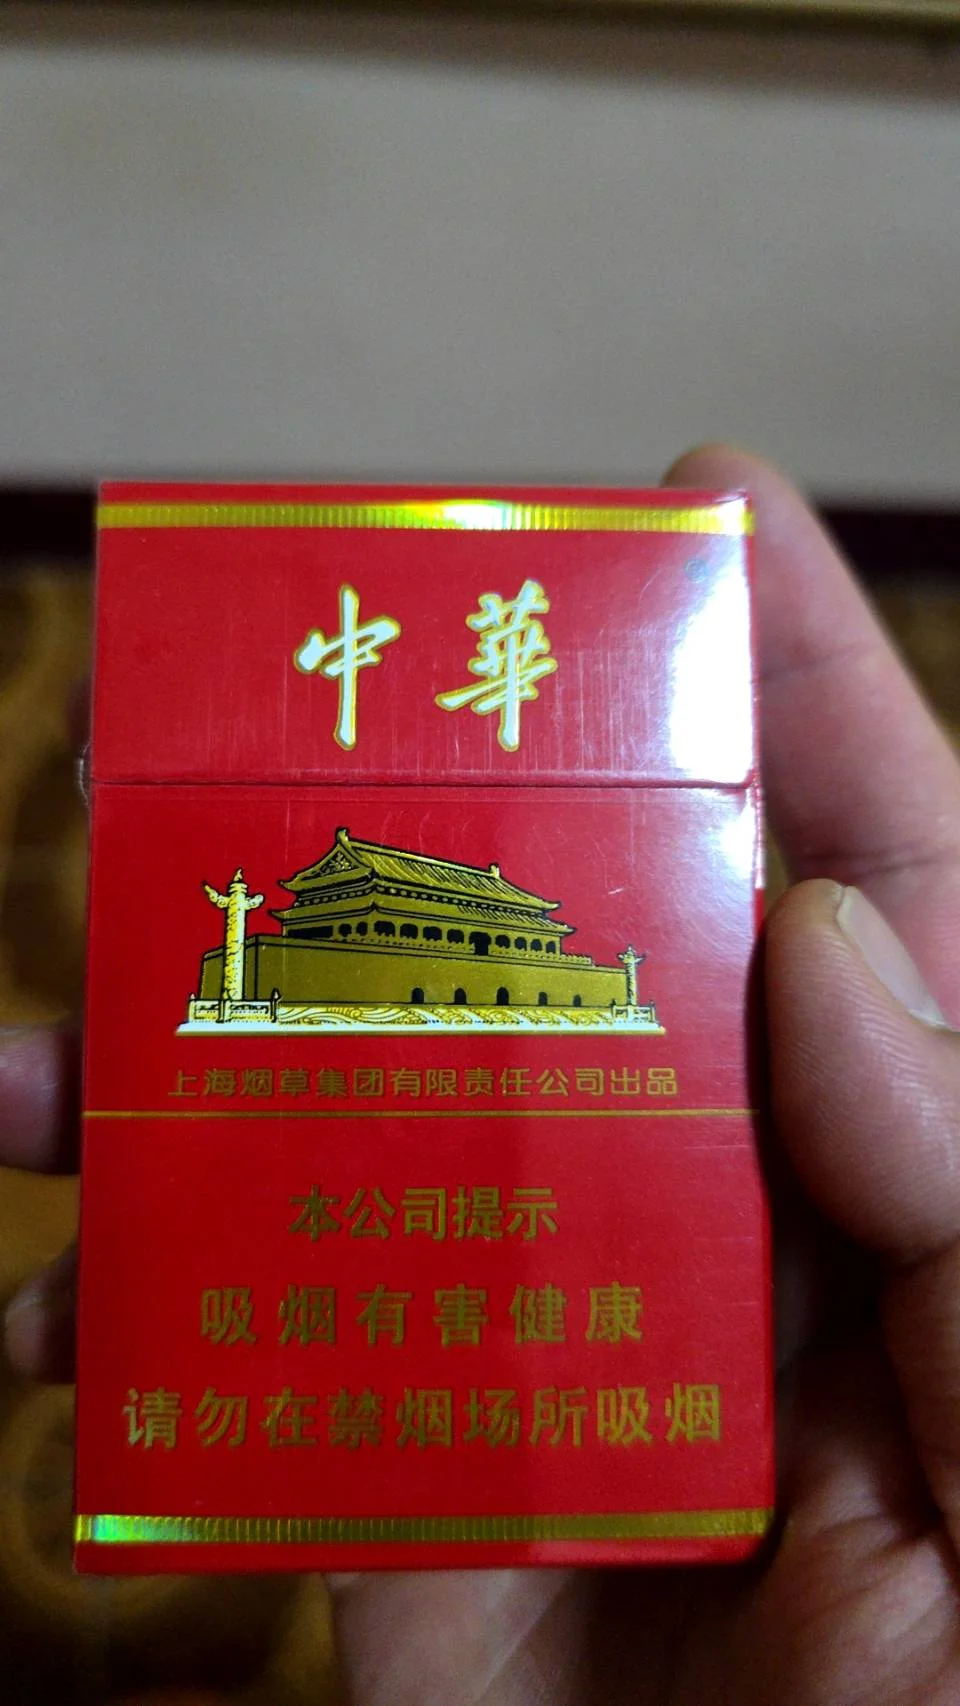 中華
上海烟草集团有限责任公司出品
本公司提示
吸烟有害健康
请勿在禁烟场所吸烟